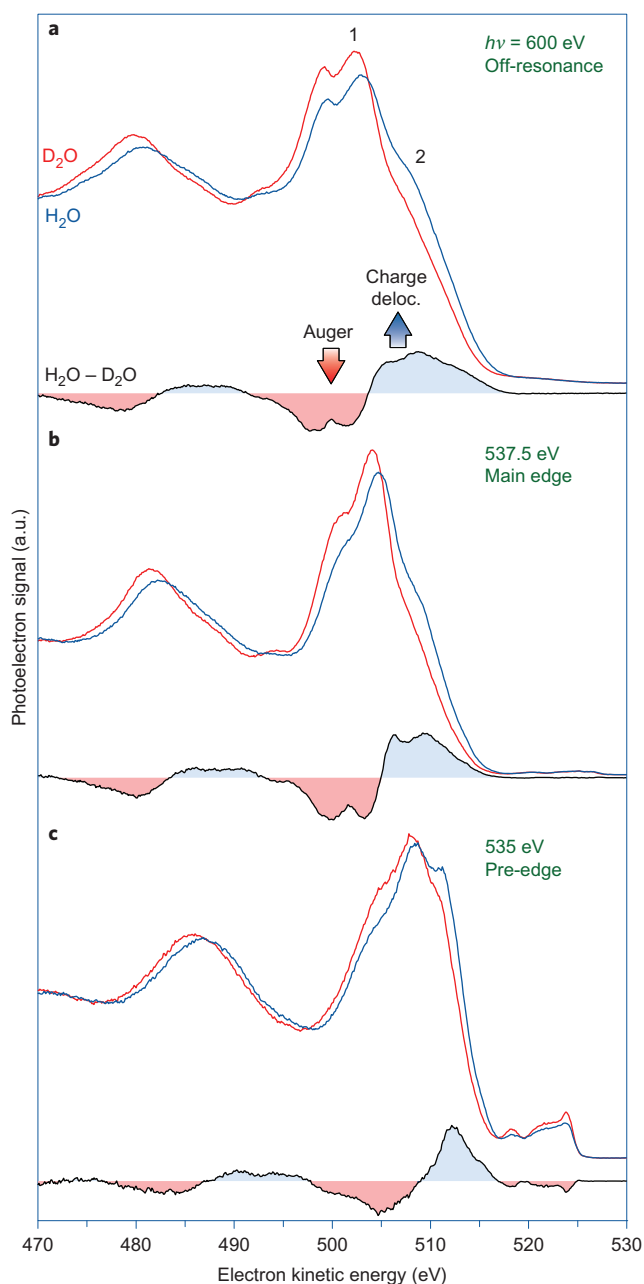 a
1
hν = 600 eV
Off-resonance
D₂O
2
H₂O
Charge
deloc.
Auger
H₂O – D₂O
b
537.5 eV
Main edge
Photoelectron signal (a.u.)
c
535 eV
Pre-edge
470 480 490 500 510 520 530
Electron kinetic energy (eV)